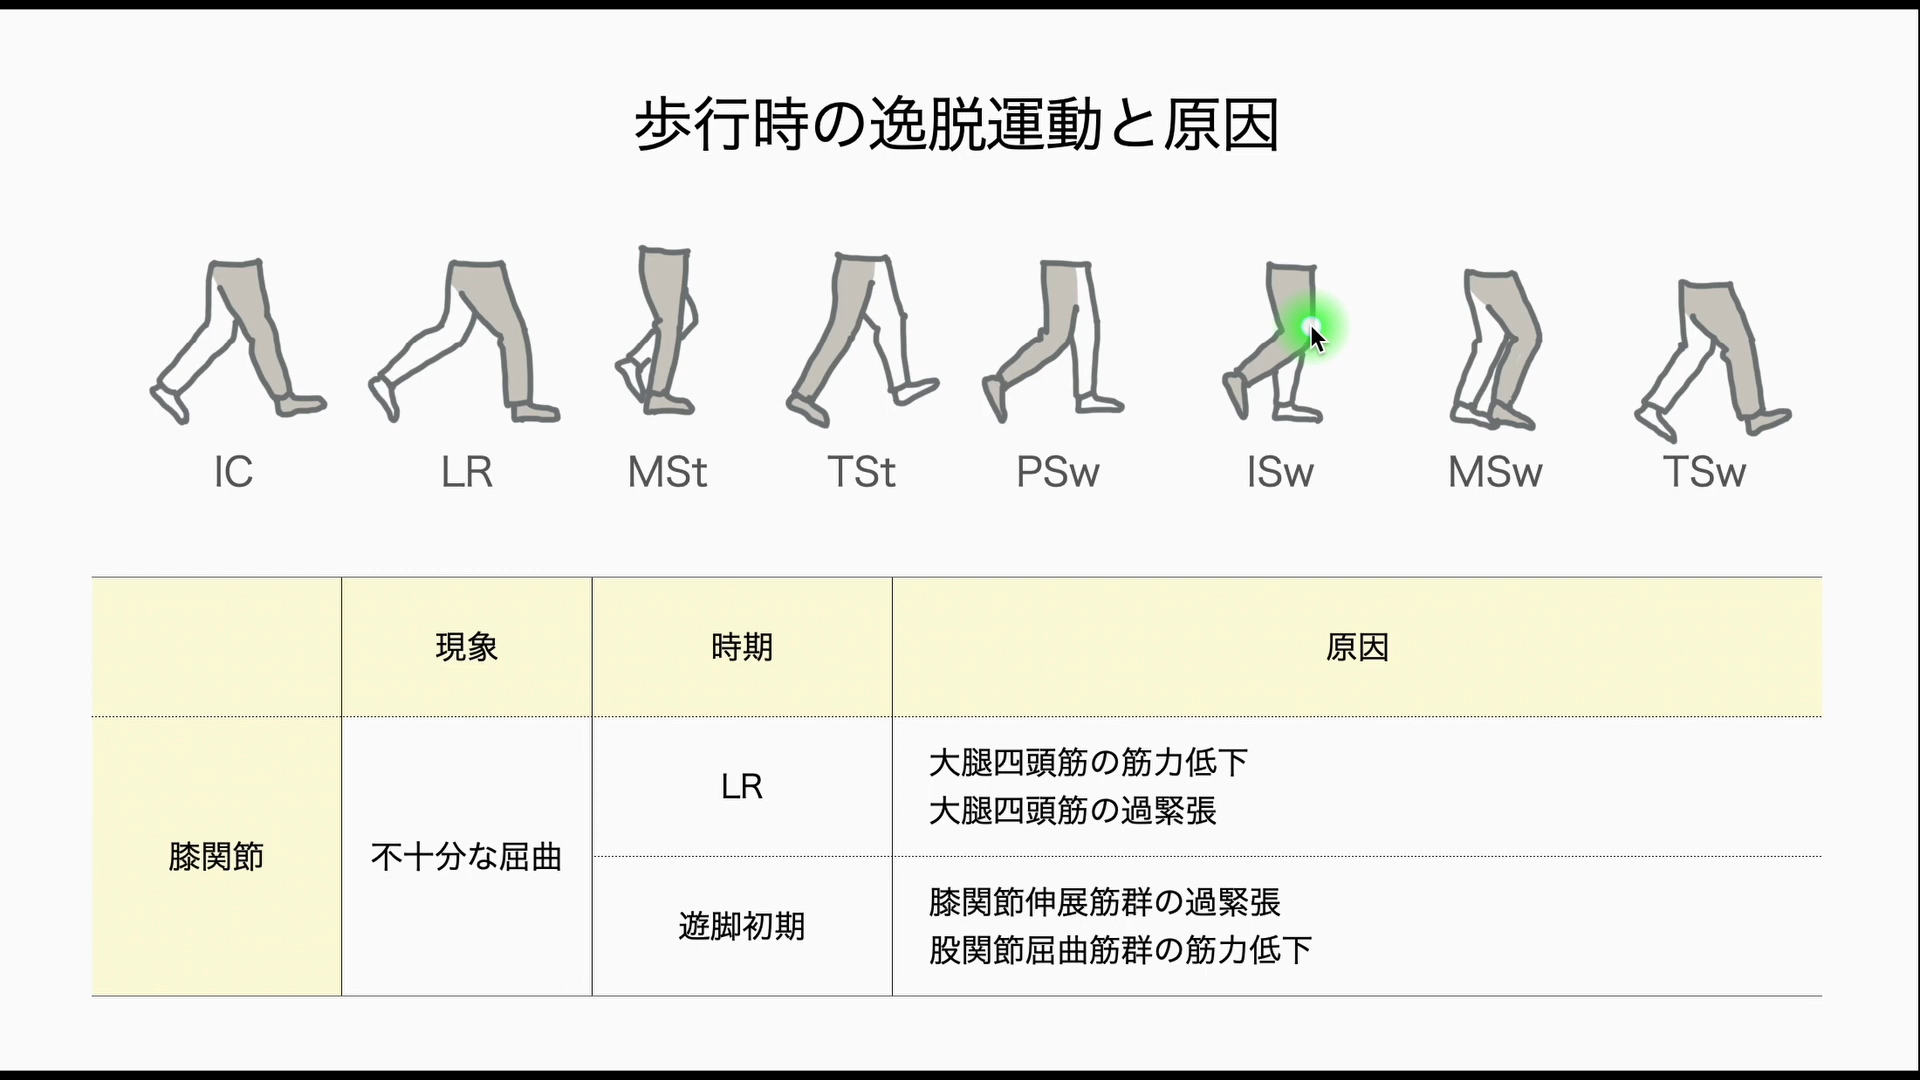 歩行時の逸脱運動と原因
IC
LR
MSt
TSt
PSw
ISw
MSw
TSw
現象
時期
原因
膝関節
不十分な屈曲
LR
大腿四頭筋の筋力低下
大腿四頭筋の過緊張
遊脚初期
膝関節伸展筋群の過緊張
股関節屈曲筋群の筋力低下